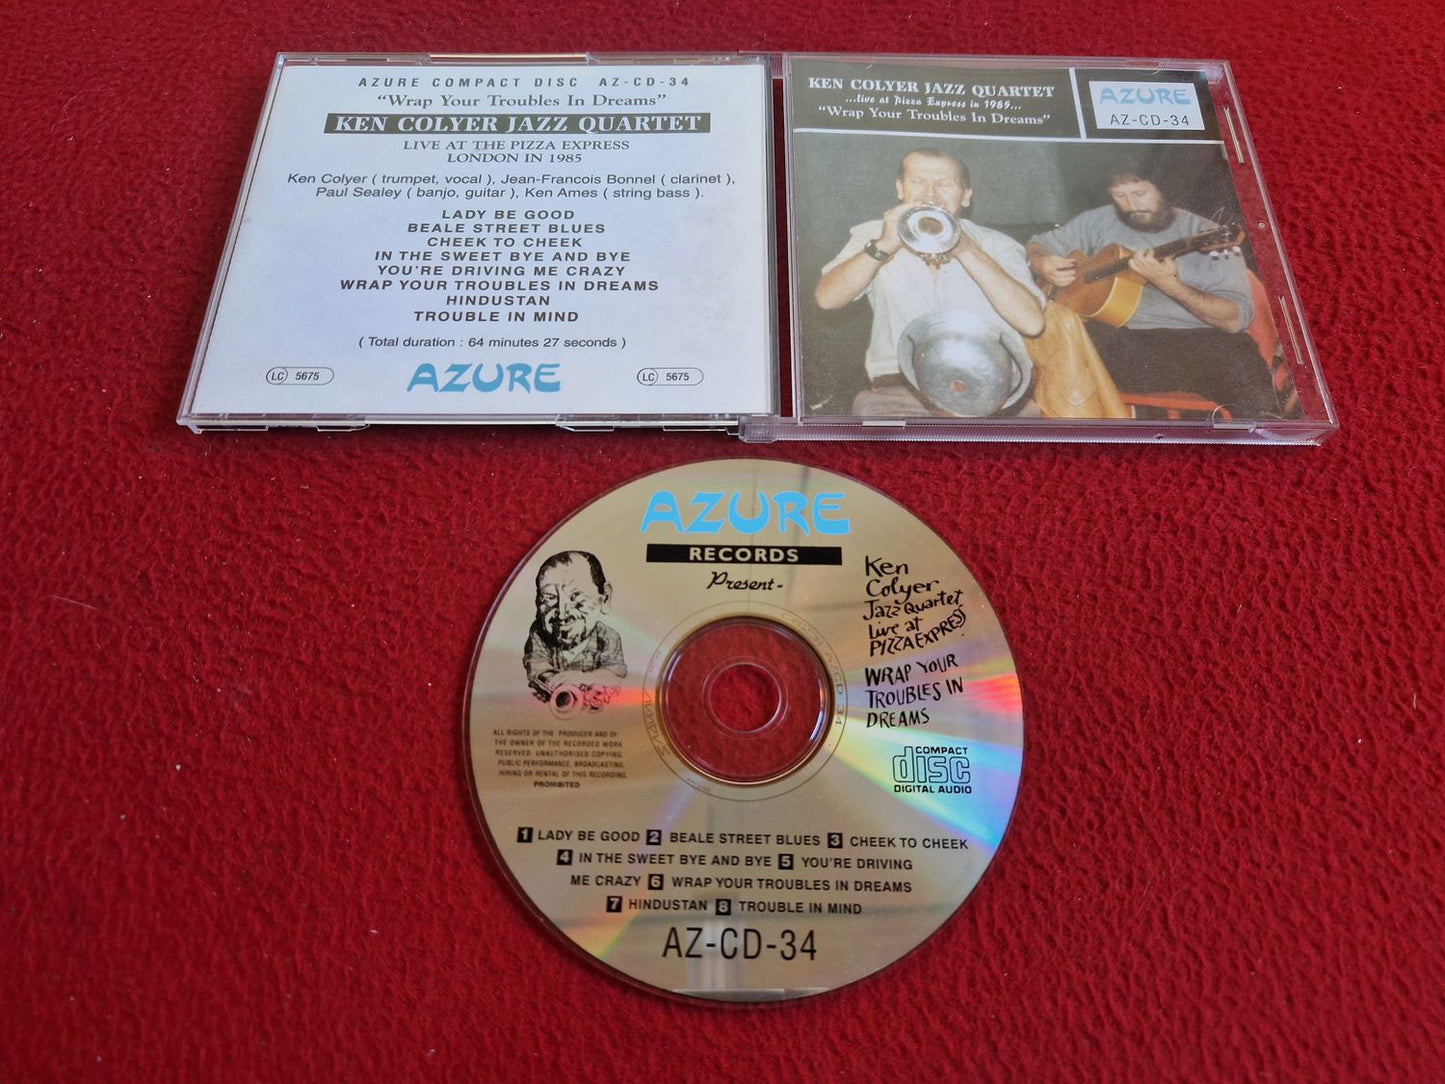 AZURE COMPACT DISC AZ-CD-34
"Wrap Your Troubles In Dreams"
KEN COLYER JAZZ QUARTET
LIVE AT THE PIZZA EXPRESS
LONDON IN 1985
Ken Colyer ( trumpet, vocal ), Jean-Francois Bonnel ( clarinet ),
Paul Sealey ( banjo, guitar ), Ken Ames ( string bass ).
LADY BE GOOD
BEALE STREET BLUES
CHEEK TO CHEEK
IN THE SWEET BYE AND BYE
YOU'RE DRIVING ME CRAZY
WRAP YOUR TROUBLES IN DREAMS
HINDUSTAN
TROUBLE IN MIND
( Total duration : 64 minutes 27 seconds )
LC 5675
AZURE
LC 5675
KEN COLYER JAZZ QUARTET
...live at Pizza Express in 1985...
"Wrap Your Troubles In Dreams"
AZURE
AZ-CD-34
AZURE
RECORDS
Present-
Ken
Colyer
Jazz Quartet
Live at
PIZZA EXPRESS
WRAP YOUR
TROUBLES IN
DREAMS
ALL RIGHTS OF THE PRODUCER AND OF
THE OWNER OF THE RECORDED WORK
RESERVED. UNAUTHORISED COPYING,
PUBLIC PERFORMANCE, BROADCASTING,
HIRING OR RENTAL OF THIS RECORDING
PROHIBITED
COMPACT
disc
DIGITAL AUDIO
1 LADY BE GOOD 2 BEALE STREET BLUES 3 CHEEK TO CHEEK
4 IN THE SWEET BYE AND BYE 5 YOU'RE DRIVING
ME CRAZY 6 WRAP YOUR TROUBLES IN DREAMS
7 HINDUSTAN 8 TROUBLE IN MIND
AZ-CD-34